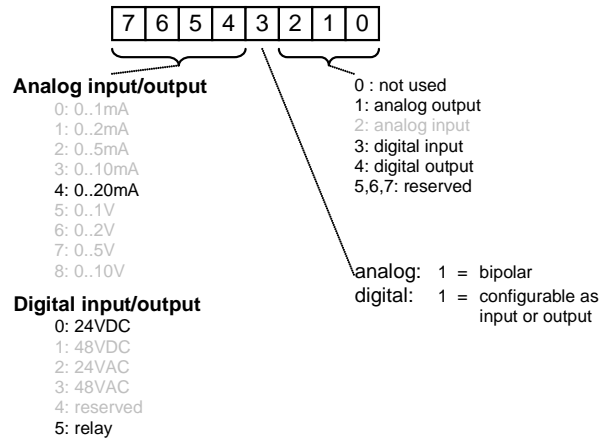 7 6 5 4 3 2 1 0
Analog input/output
0: 0..1mA
1: 0..2mA
2: 0..5mA
3: 0..10mA
4: 0..20mA
5: 0..1V
6: 0..2V
7: 0..5V
8: 0..10V
Digital input/output
0: 24VDC
1: 48VDC
2: 24VAC
3: 48VAC
4: reserved
5: relay
0 : not used
1: analog output
2: analog input
3: digital input
4: digital output
5,6,7: reserved
analog: 1 = bipolar
digital: 1 = configurable as
input or output